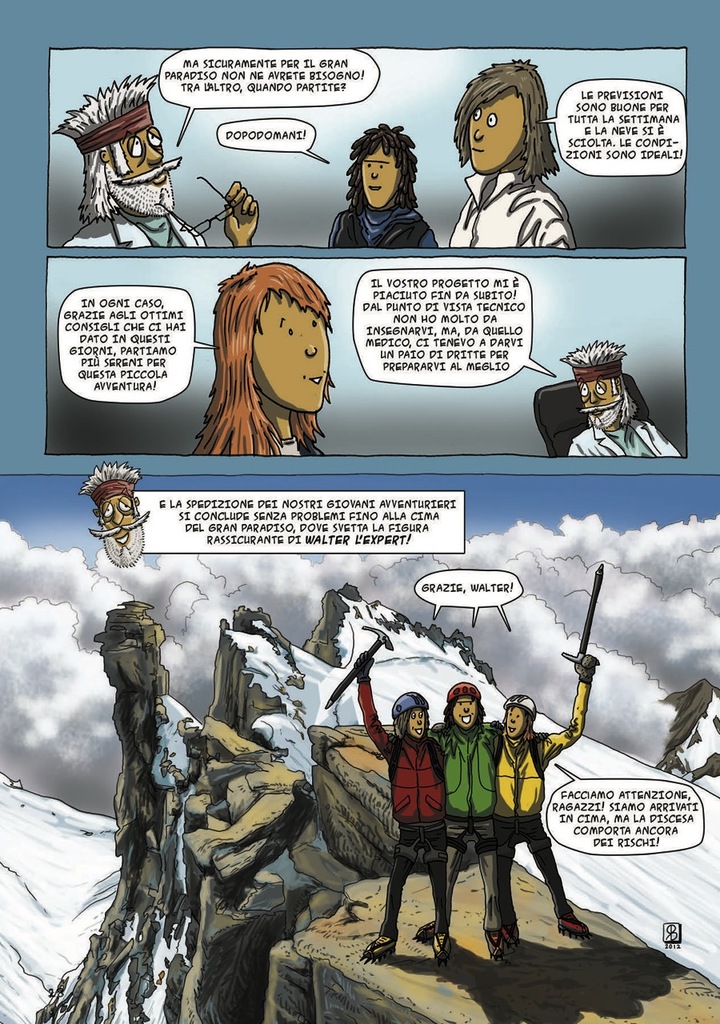 MA SICURAMENTE PER IL GRAN
PARADISO NON NE AVRETE BISOGNO!
TRA L'ALTRO, QUANDO PARTITE?
DOPODOMANI!
LE PREVISIONI
SONO BUONE PER
TUTTA LA SETTIMANA
E LA NEVE SI È
SCIOLTA. LE CONDI-
ZIONI SONO IDEALI!
IN OGNI CASO,
GRAZIE AGLI OTTIMI
CONSIGLI CHE CI HAI
DATO IN QUESTI
GIORNI, PARTIAMO
PIÙ SERENI PER
QUESTA PICCOLA
AVVENTURA!
IL VOSTRO PROGETTO MI È
PIACIUTO FIN DA SUBITO!
DAL PUNTO DI VISTA TECNICO
NON HO MOLTO DA
INSEGNARVI, MA, DA QUELLO
MEDICO, CI TENEVO A DARVI
UN PAIO DI DRITTE PER
PREPARARVI AL MEGLIO
E LA SPEDIZIONE DEI NOSTRI GIOVANI AVVENTURIERI
SI CONCLUDE SENZA PROBLEMI FINO ALLA CIMA
DEL GRAN PARADISO, DOVE SVETTA LA FIGURA
RASSICURANTE DI WALTER L'EXPERT!
GRAZIE, WALTER!
FACCIAMO ATTENZIONE,
RAGAZZI! SIAMO ARRIVATI
IN CIMA, MA LA DISCESA
COMPORTA ANCORA
DEI RISCHI!
2012